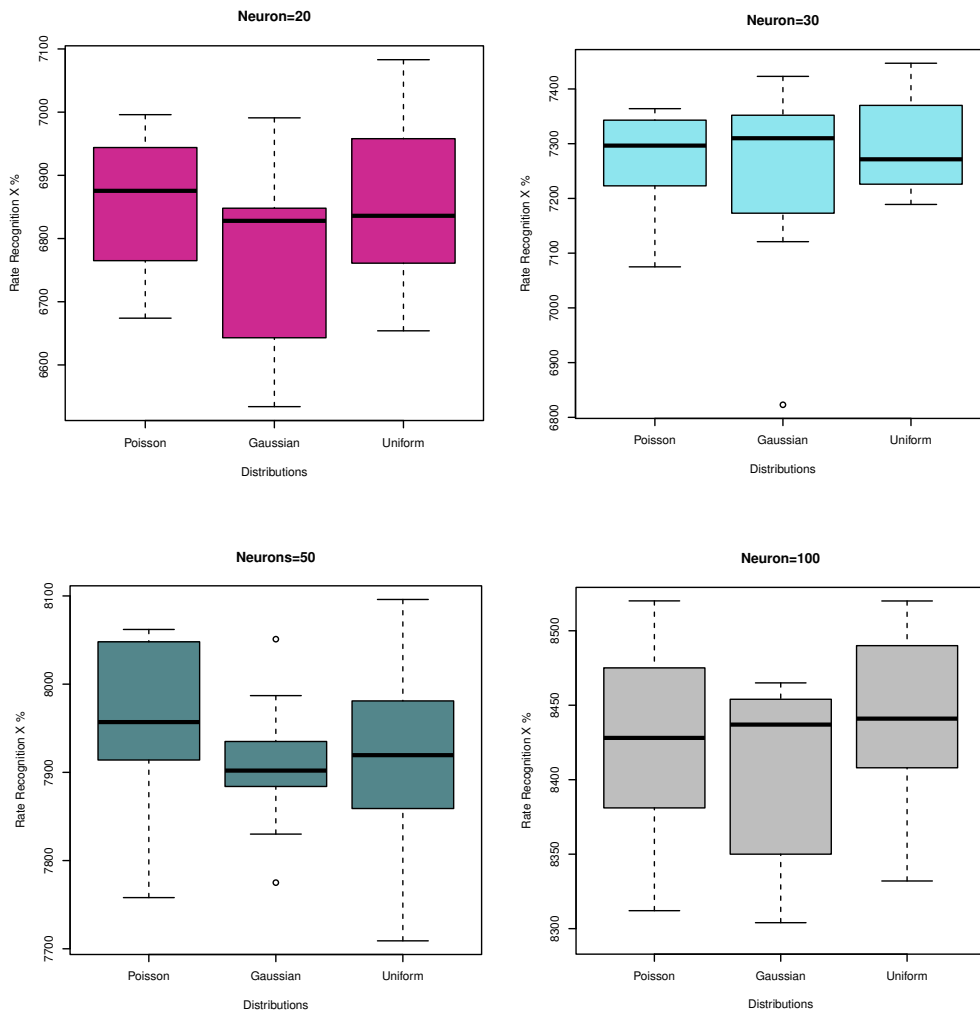 Neuron=20
Rate Recognition X %
7100
7000
6900
6800
6700
6600
Poisson Gaussian Uniform
Distributions
Neuron=30
Rate Recognition X %
7400
7300
7200
7100
7000
6900
6800
Poisson Gaussian Uniform
Distributions
Neurons=50
Rate Recognition X %
8100
8000
7900
7800
7700
Poisson Gaussian Uniform
Distributions
Neuron=100
Rate Recognition X %
8500
8450
8400
8350
8300
Poisson Gaussian Uniform
Distributions